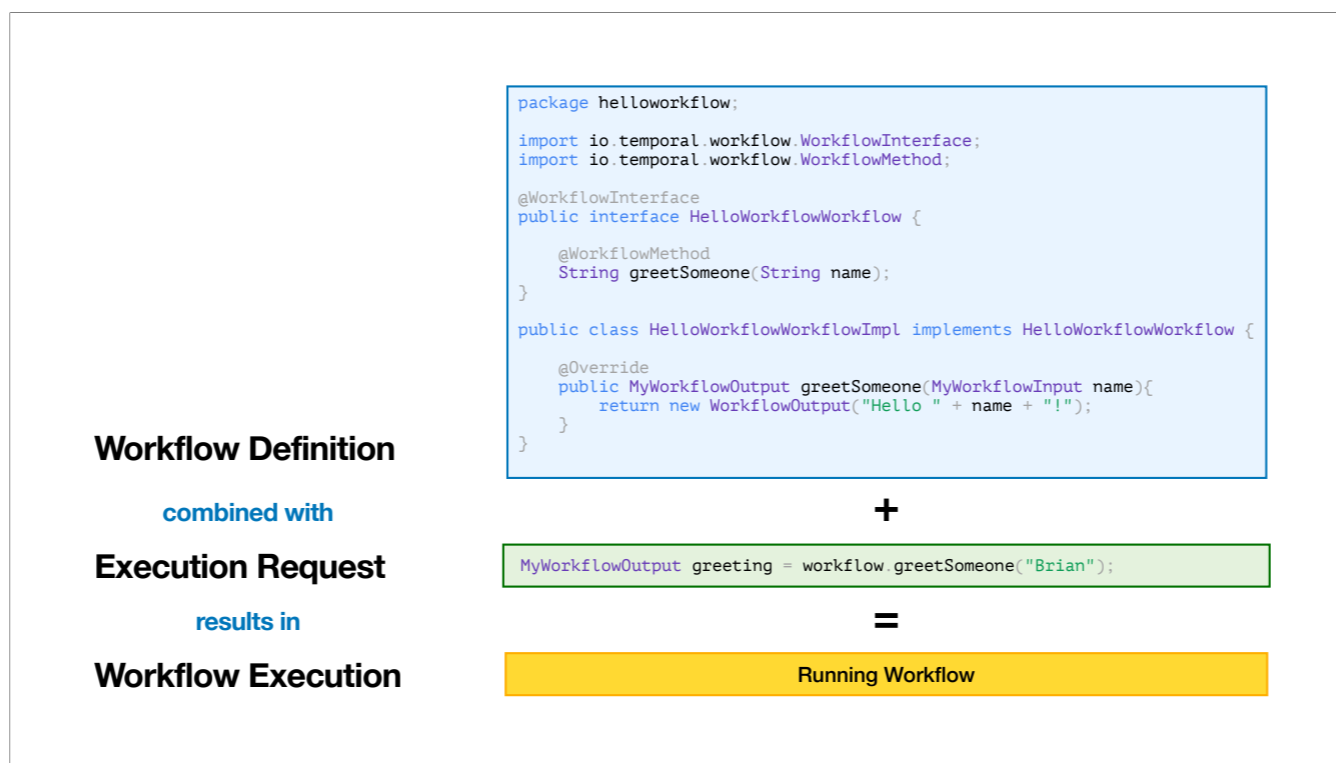 package helloworkflow;
import io.temporal.workflow.WorkflowInterface;
import io.temporal.workflow.WorkflowMethod;
@WorkflowInterface
public interface HelloWorkflowWorkflow {
@WorkflowMethod
String greetSomeone(String name);
}
public class HelloWorkflowWorkflowImpl implements HelloWorkflowWorkflow {
@Override
public MyWorkflowOutput greetSomeone(MyWorkflowInput name){
return new WorkflowOutput("Hello " + name + "!");
}
}
Workflow Definition
combined with
+
Execution Request
MyWorkflowOutput greeting = workflow.greetSomeone("Brian");
results in
=
Workflow Execution
Running Workflow